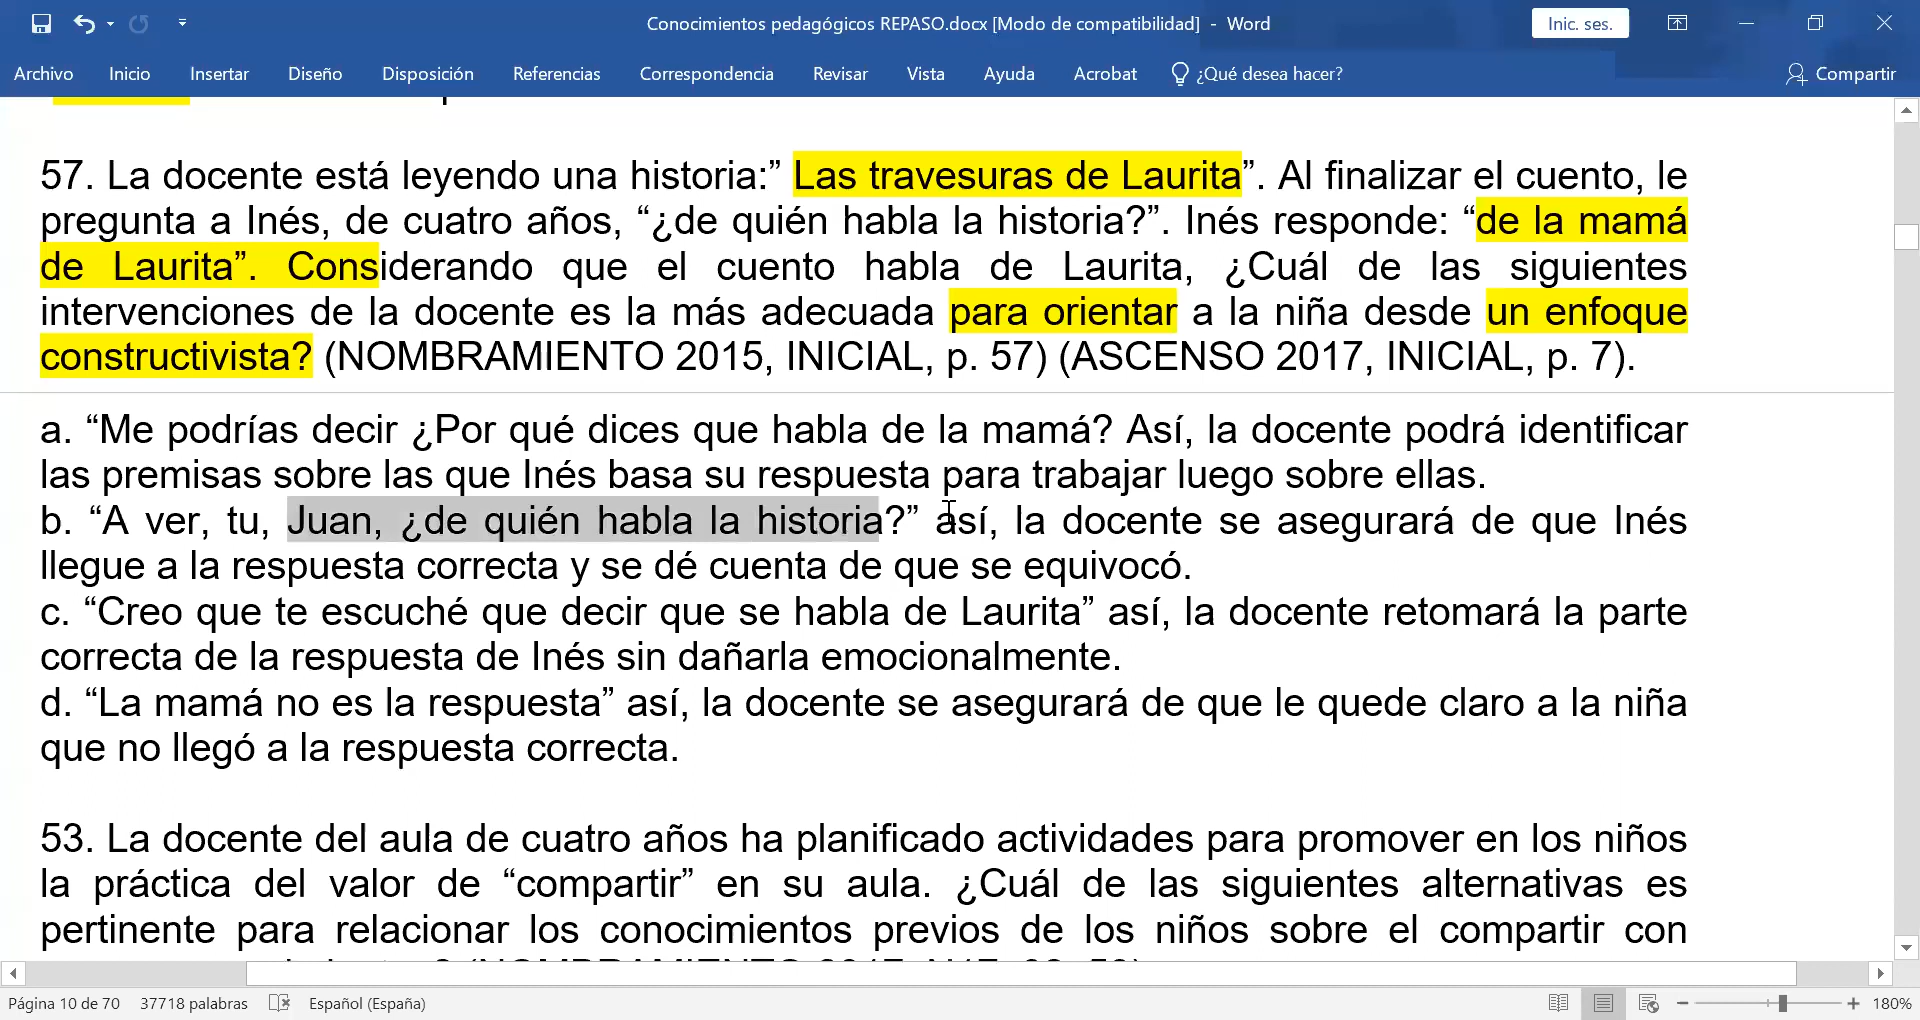 Conocimientos pedagógicos REPASO.docx [Modo de compatibilidad] - Word
Inic. ses.
Archivo Inicio Insertar Diseño Disposición Referencias Correspondencia Revisar Vista Ayuda Acrobat ¿Qué desea hacer? Compartir
57. La docente está leyendo una historia:” Las travesuras de Laurita”. Al finalizar el cuento, le
pregunta a Inés, de cuatro años, “¿de quién habla la historia?”. Inés responde: “de la mamá
de Laurita”. Considerando que el cuento habla de Laurita, ¿Cuál de las siguientes
intervenciones de la docente es la más adecuada para orientar a la niña desde un enfoque
constructivista? (NOMBRAMIENTO 2015, INICIAL, p. 57) (ASCENSO 2017, INICIAL, p. 7).
a. “Me podrías decir ¿Por qué dices que habla de la mamá? Así, la docente podrá identificar
las premisas sobre las que Inés basa su respuesta para trabajar luego sobre ellas.
b. “A ver, tu, Juan, ¿de quién habla la historia?” así, la docente se asegurará de que Inés
llegue a la respuesta correcta y se dé cuenta de que se equivocó.
c. “Creo que te escuché que decir que se habla de Laurita” así, la docente retomará la parte
correcta de la respuesta de Inés sin dañarla emocionalmente.
d. “La mamá no es la respuesta” así, la docente se asegurará de que le quede claro a la niña
que no llegó a la respuesta correcta.
53. La docente del aula de cuatro años ha planificado actividades para promover en los niños
la práctica del valor de “compartir” en su aula. ¿Cuál de las siguientes alternativas es
pertinente para relacionar los conocimientos previos de los niños sobre el compartir con
Página 10 de 70 37718 palabras Español (España) 180%